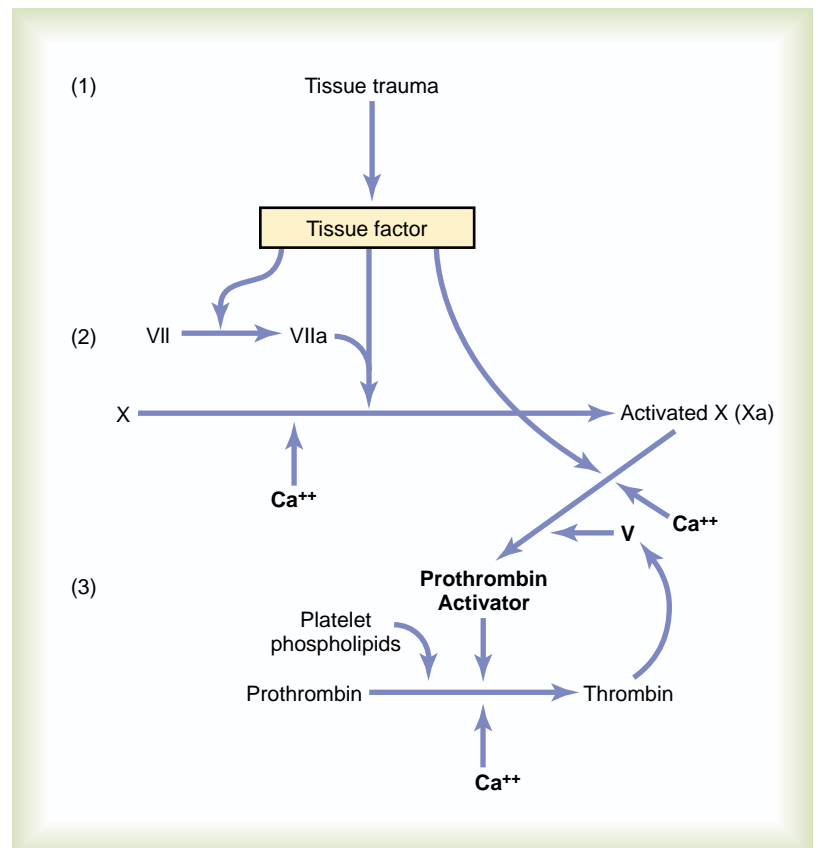 (1)
Tissue trauma
Tissue factor
(2)
VII
VIIa
X
Activated X (Xa)
Ca++
Ca++
V
(3)
Prothrombin
Activator
Platelet
phospholipids
Prothrombin
Thrombin
Ca++